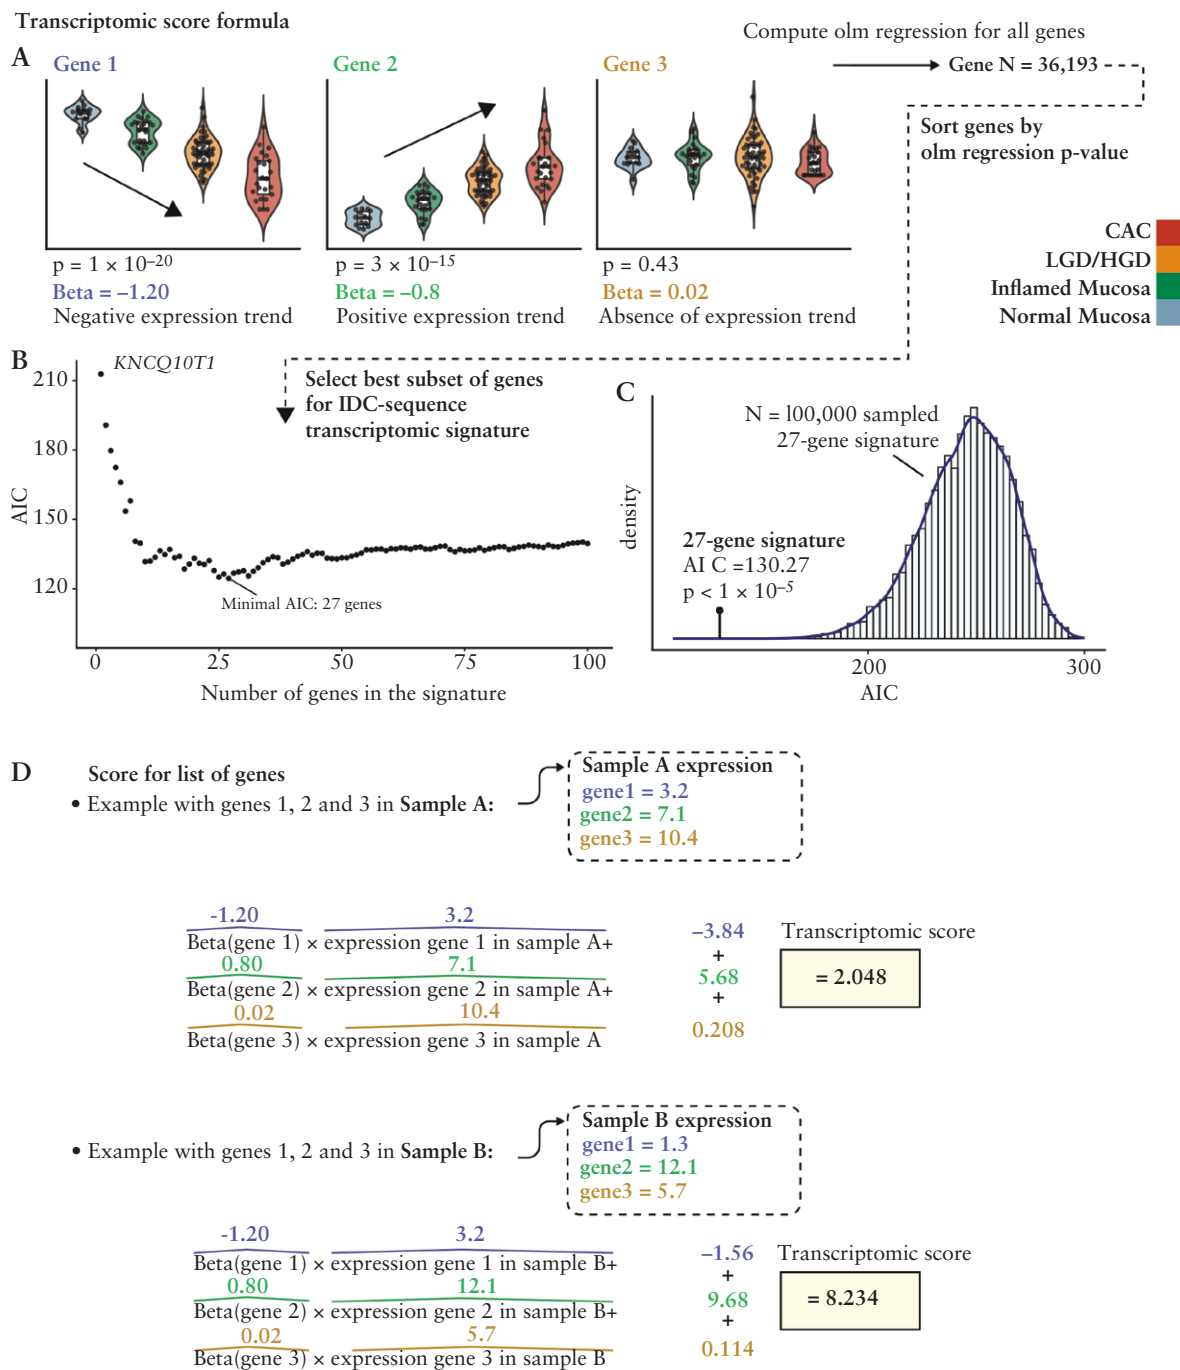 Transcriptomic score formula
A
Gene 1
Gene 2
Gene 3
Compute olm regression for all genes
Gene N = 36,193
Sort genes by
olm regression p-value
p = 1 × 10⁻²⁰
Beta = –1.20
Negative expression trend
p = 3 × 10⁻¹⁵
Beta = –0.8
Positive expression trend
p = 0.43
Beta = 0.02
Absence of expression trend
CAC
LGD/HGD
Inflamed Mucosa
Normal Mucosa
B
KNCQ10T1
Select best subset of genes
for IDC-sequence
transcriptomic signature
210
180
150
120
AIC
Minimal AIC: 27 genes
0 25 50 75 100
Number of genes in the signature
C
N = l00,000 sampled
27-gene signature
density
27-gene signature
AI C =130.27
p < 1 × 10⁻⁵
200 300
AIC
D
Score for list of genes
• Example with genes 1, 2 and 3 in Sample A:
Sample A expression
gene1 = 3.2
gene2 = 7.1
gene3 = 10.4
-1.20 3.2
Beta(gene 1) × expression gene 1 in sample A+
0.80 7.1
Beta(gene 2) × expression gene 2 in sample A+
0.02 10.4
Beta(gene 3) × expression gene 3 in sample A
–3.84
+
5.68
+
0.208
Transcriptomic score
= 2.048
• Example with genes 1, 2 and 3 in Sample B:
Sample B expression
gene1 = 1.3
gene2 = 12.1
gene3 = 5.7
-1.20 3.2
Beta(gene 1) × expression gene 1 in sample B+
0.80 12.1
Beta(gene 2) × expression gene 2 in sample B+
0.02 5.7
Beta(gene 3) × expression gene 3 in sample B
–1.56
+
9.68
+
0.114
Transcriptomic score
= 8.234